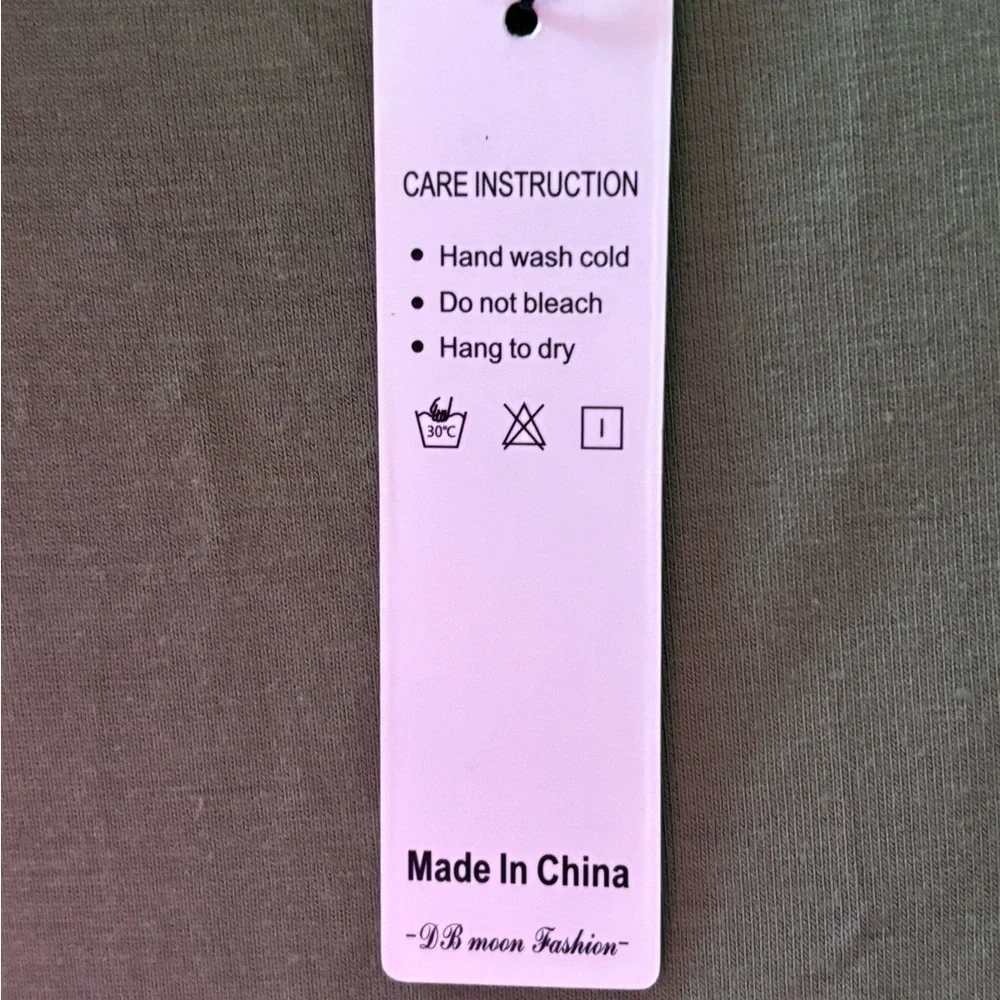 CARE INSTRUCTION
• Hand wash cold
• Do not bleach
• Hang to dry
30°C
Made In China
-DB moon Fashion-